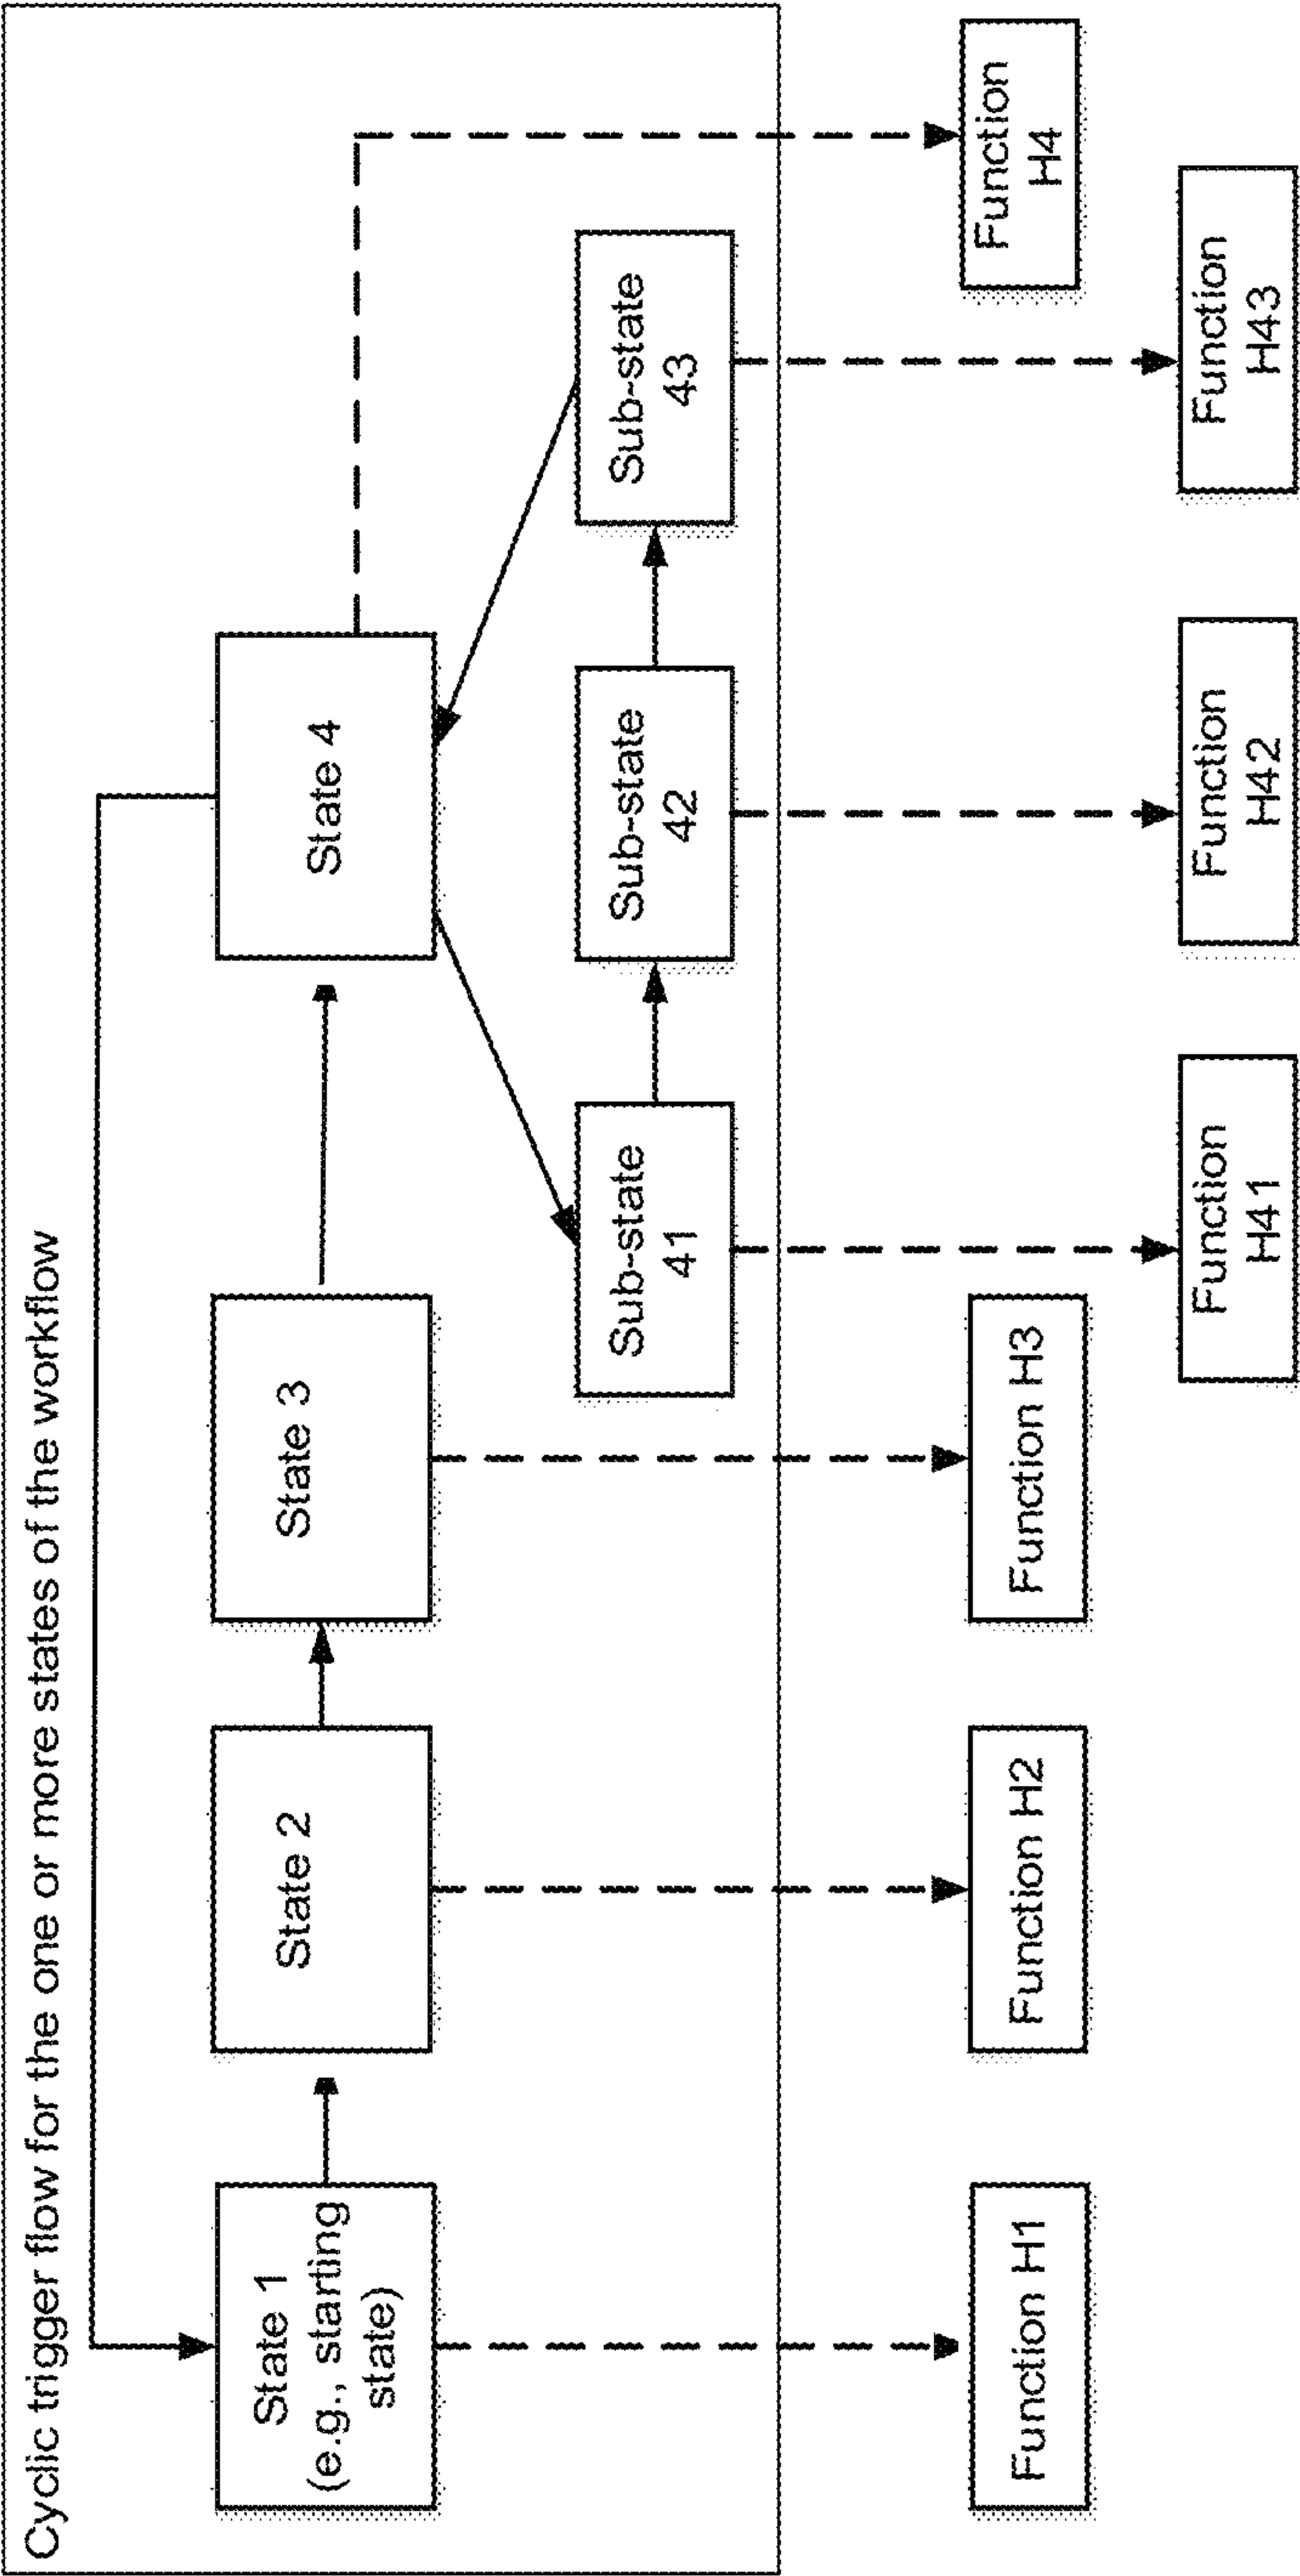 Cyclic trigger flow for the one or more states of the workflow
State 1
(e.g., starting
state)
State 2
State 3
State 4
Sub-state
41
Sub-state
42
Sub-state
43
Function H1
Function H2
Function H3
Function
H4
Function
H41
Function
H42
Function
H43